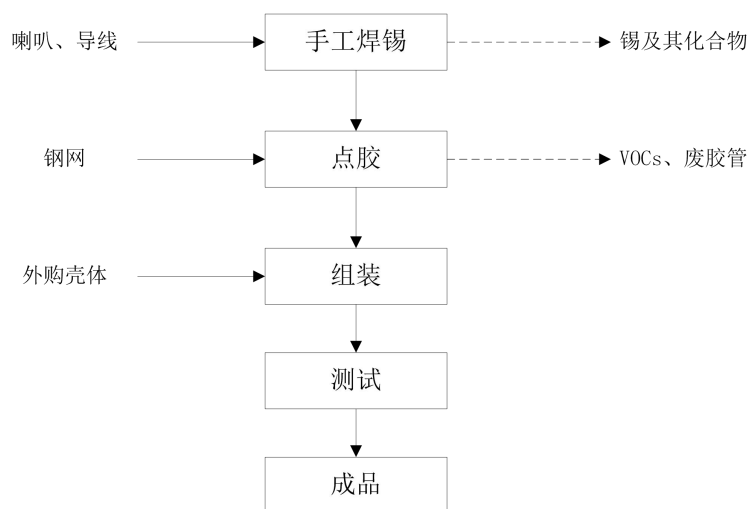 喇叭、导线
手工焊锡
锡及其化合物
钢网
点胶
VOCs、废胶管
外购壳体
组装
测试
成品